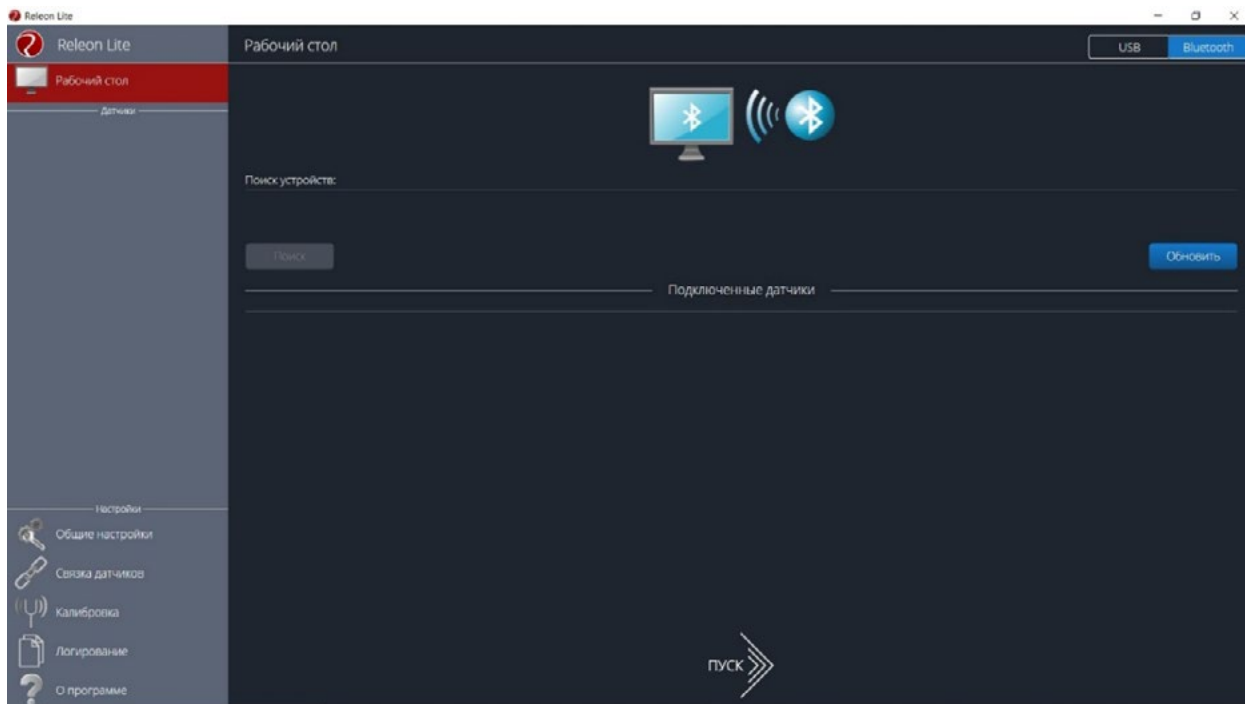 Releon Lite
Releon Lite
Рабочий стол
USB
Bluetooth
Рабочий стол
Датчики
Поиск устройств:
Поиск
Обновить
Подключенные датчики
Настройки
Общие настройки
Связка датчиков
Калибровка
Логирование
О программе
ПУСК